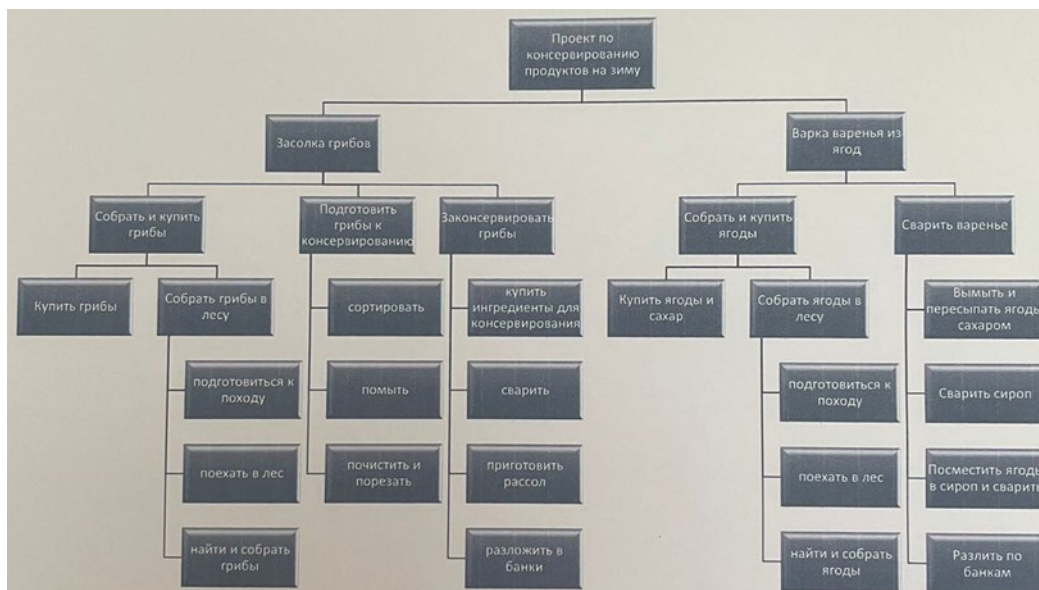 Проект по
консервированию
продуктов на зиму
Засолка грибов
Варка варенья из
ягод
Собрать и купить
грибы
Подготовить
грибы к
консервированию
Законсервировать
грибы
Собрать и купить
ягоды
Сварить варенье
Купить грибы
Собрать грибы в
лесу
сортировать
купить
ингредиенты для
консервирования
Купить ягоды и
сахар
Собрать ягоды в
лесу
Вымыть и
пересыпать ягоды
сахаром
подготовиться к
походу
помыть
сварить
подготовиться к
походу
Сварить сироп
поехать в лес
почистить и
порезать
приготовить
рассол
поехать в лес
Посместить ягоды
в сироп и сварить
найти и собрать
грибы
разложить в
банки
найти и собрать
ягоды
Разлить по
банкам